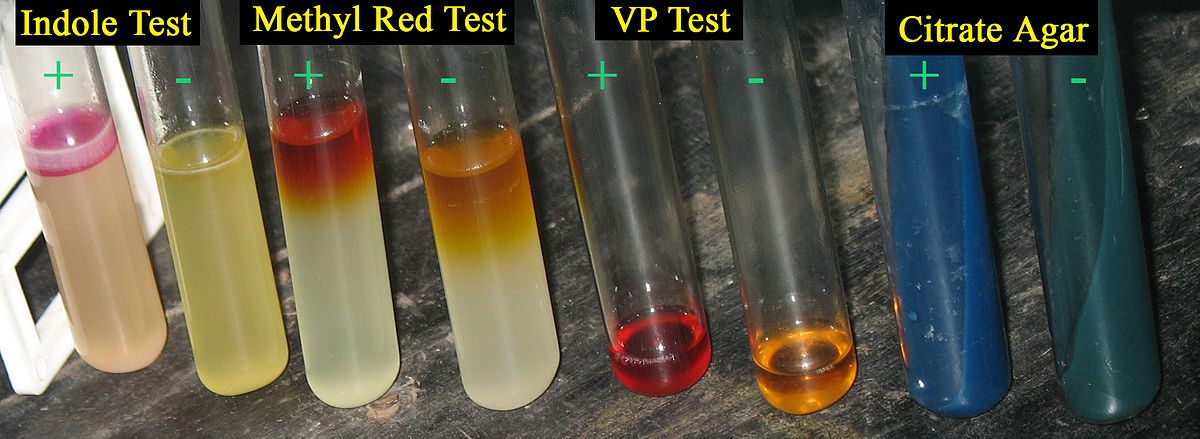 Indole Test
Methyl Red Test
VP Test
Citrate Agar
+ - + - + - + -